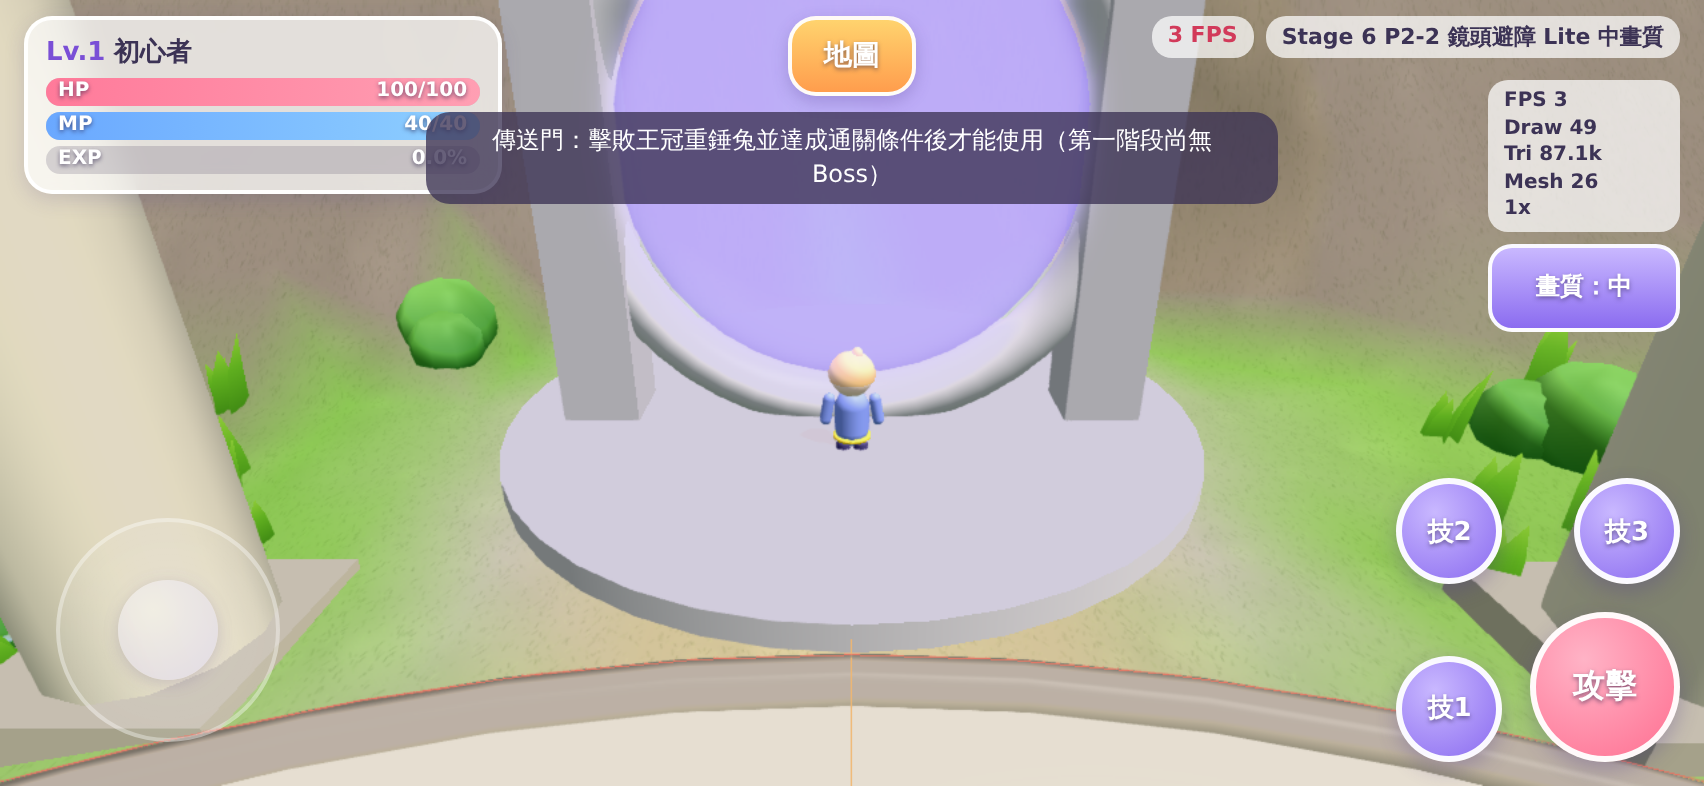 Lv.1 初心者
HP 100/100
MP 40/40
EXP 0.0%
地圖
3 FPS
Stage 6 P2-2 鏡頭避障 Lite 中畫質
傳送門：擊敗王冠重錘兔並達成通關條件後才能使用（第一階段尚無
Boss）
FPS 3
Draw 49
Tri 87.1k
Mesh 26
1x
畫質：中
技2
技3
技1
攻擊